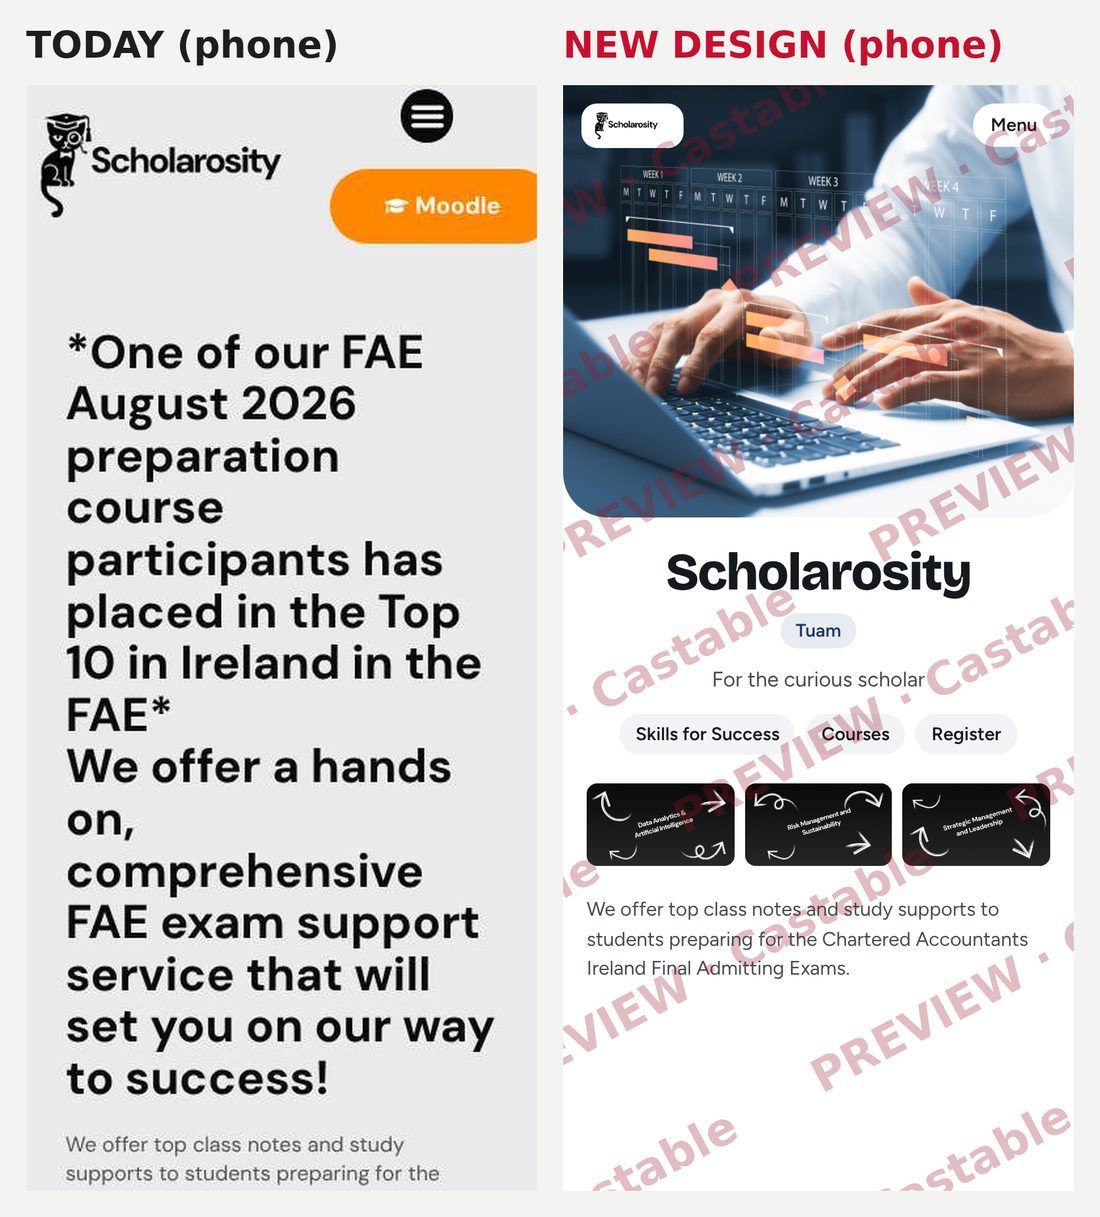 TODAY (phone)
Scholarosity
Moodle
*One of our FAE
August 2026
preparation
course
participants has
placed in the Top
10 in Ireland in the
FAE*
We offer a hands
on,
comprehensive
FAE exam support
service that will
set you on our way
to success!
We offer top class notes and study
supports to students preparing for the
NEW DESIGN (phone)
Scholarosity
Menu
WEEK 1 WEEK 2 WEEK 3 WEEK 4
M T W T F M T W T F M T W T F W T F
Scholarosity
Tuam
For the curious scholar
Skills for Success
Courses
Register
Data Analytics &
Artificial Intelligence
Risk Management and
Sustainability
Strategic Management
and Leadership
We offer top class notes and study supports to
students preparing for the Chartered Accountants
Ireland Final Admitting Exams.
PREVIEW · Castable